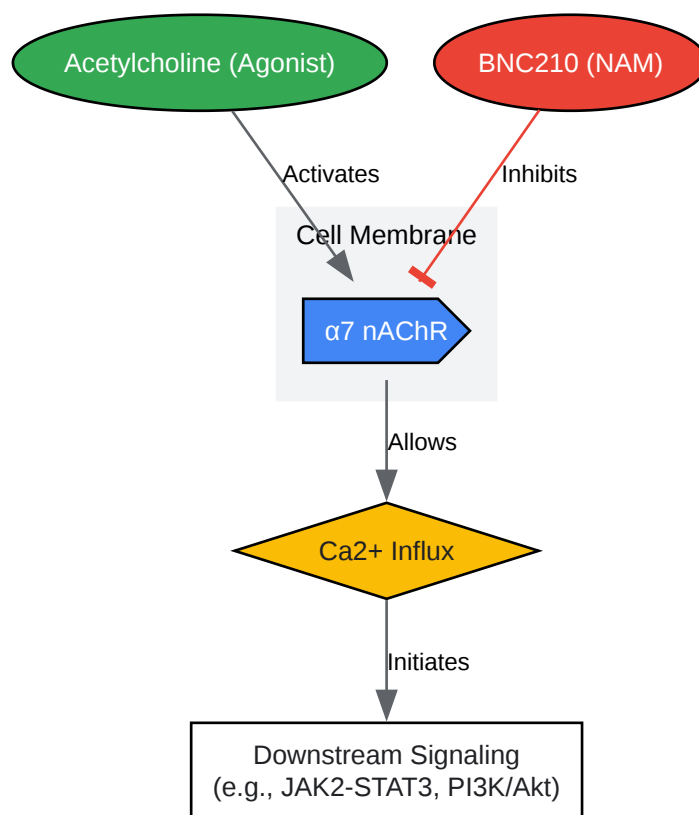 Acetylcholine (Agonist)
BNC210 (NAM)
Activates
Inhibits
Cell Membrane
α7 nAChR
Allows
Ca2+ Influx
Initiates
Downstream Signaling
(e.g., JAK2-STAT3, PI3K/Akt)